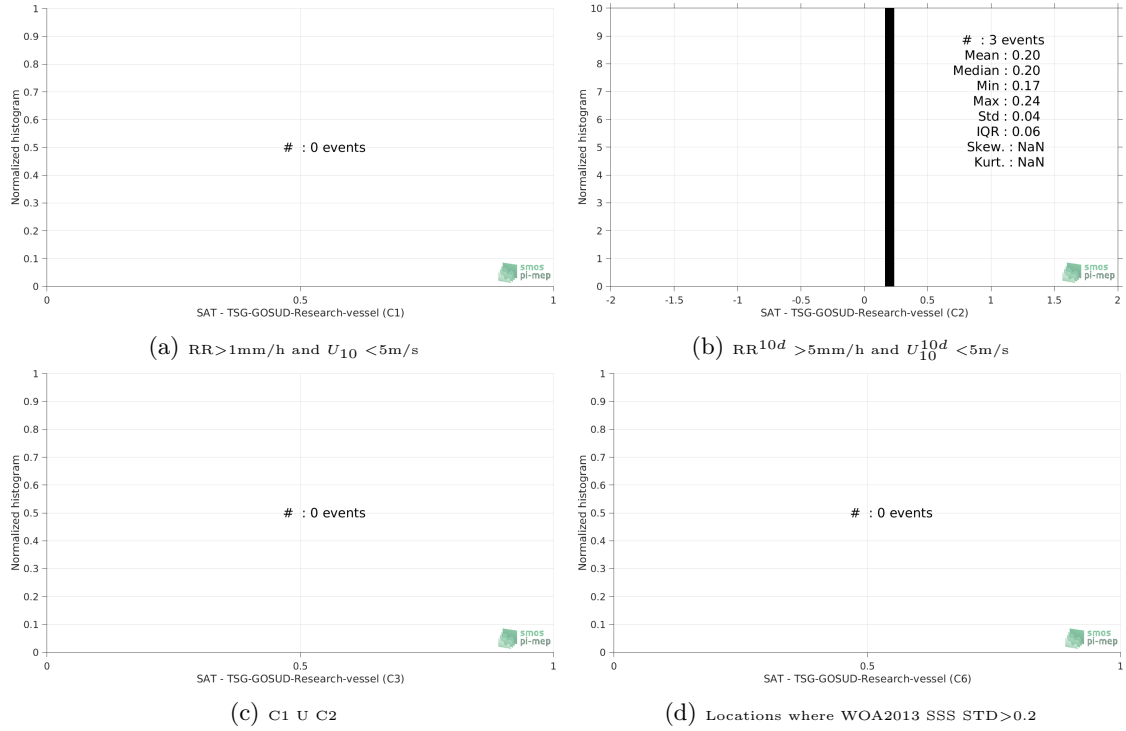 1
0.9
0.8
0.7
0.6
0.5
0.4
0.3
0.2
0.1
0
Normalized histogram
# : 0 events
smos
pi-mep
0 0.5 1
SAT - TSG-GOSUD-Research-vessel (C1)
(a) RR>1mm/h and U10 <5m/s
10
9
8
7
6
5
4
3
2
1
0
Normalized histogram
# : 3 events
Mean : 0.20
Median : 0.20
Min : 0.17
Max : 0.24
Std : 0.04
IQR : 0.06
Skew. : NaN
Kurt. : NaN
smos
pi-mep
-2 -1.5 -1 -0.5 0 0.5 1 1.5 2
SAT - TSG-GOSUD-Research-vessel (C2)
(b) RR10d >5mm/h and U10d10 <5m/s
1
0.9
0.8
0.7
0.6
0.5
0.4
0.3
0.2
0.1
0
Normalized histogram
# : 0 events
smos
pi-mep
0 0.5 1
SAT - TSG-GOSUD-Research-vessel (C3)
(c) C1 U C2
1
0.9
0.8
0.7
0.6
0.5
0.4
0.3
0.2
0.1
0
Normalized histogram
# : 0 events
smos
pi-mep
0 0.5 1
SAT - TSG-GOSUD-Research-vessel (C6)
(d) Locations where WOA2013 SSS STD>0.2